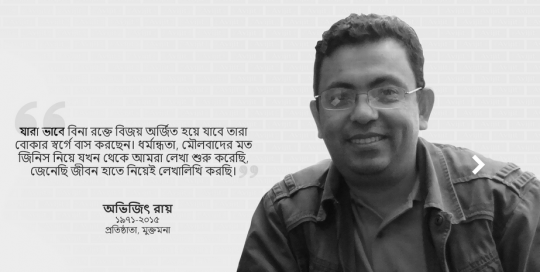 যারা ভাবে বিনা রক্তে বিজয় অর্জিত হয়ে যাবে তারা
বোকার স্বর্গে বাস করছেন। ধর্মান্ধতা, মৌলবাদের মত
জিনিস নিয়ে যখন থেকে আমরা লেখা শুরু করেছি,
জেনেছি জীবন হাতে নিয়েই লেখালিখি করছি।
অভিজিৎ রায়
১৯৭১-২০১৫
প্রতিষ্ঠাতা, মুক্তমনা